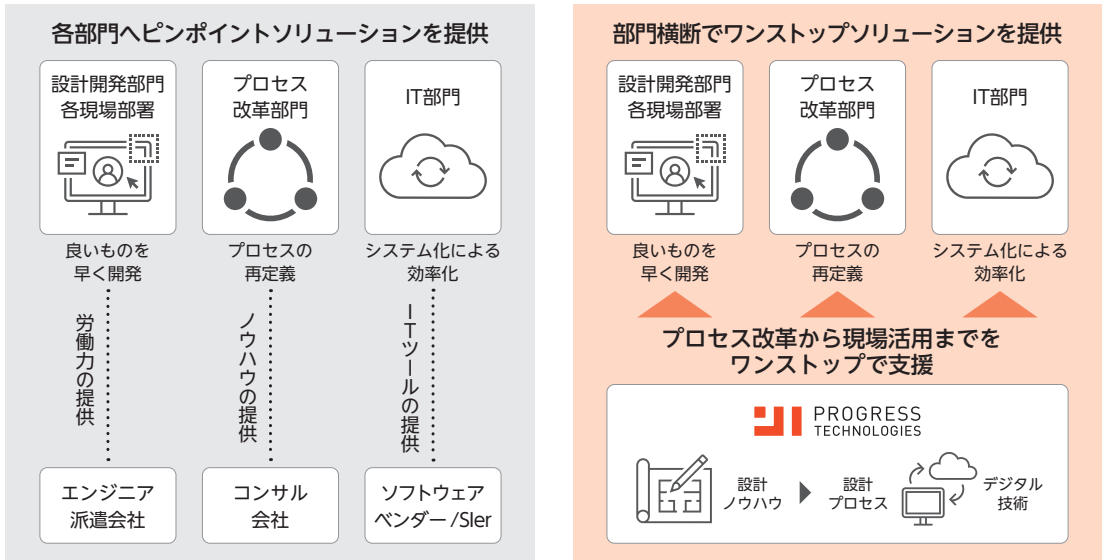 各部門へピンポイントソリューションを提供
設計開発部門
各現場部署
プロセス
改革部門
IT部門
良いものを
早く開発
プロセスの
再定義
システム化による
効率化
労働力の提供
ノウハウの提供
ITツールの提供
エンジニア
派遣会社
コンサル
会社
ソフトウェア
ベンダー/SIer
部門横断でワンストップソリューションを提供
設計開発部門
各現場部署
プロセス
改革部門
IT部門
良いものを
早く開発
プロセスの
再定義
システム化による
効率化
プロセス改革から現場活用までを
ワンストップで支援
PROGRESS
TECHNOLOGIES
設計
ノウハウ
設計
プロセス
デジタル
技術